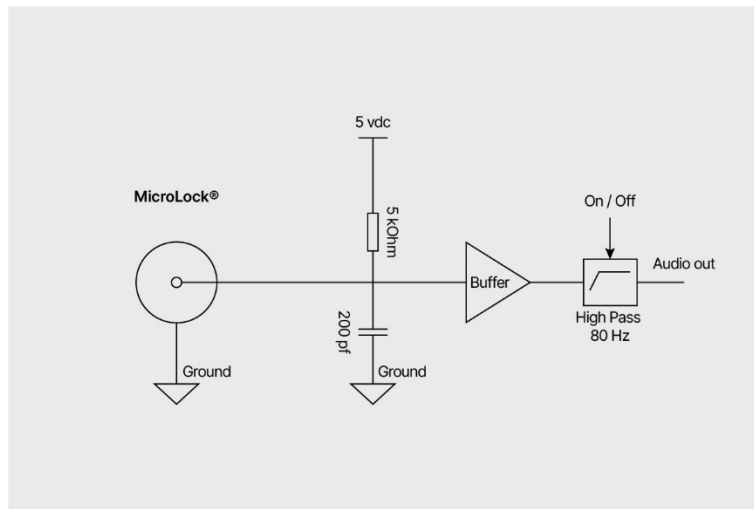 5 vdc
MicroLock®
5 kOhm
On / Off
Buffer
Audio out
200 pf
High Pass
80 Hz
Ground
Ground